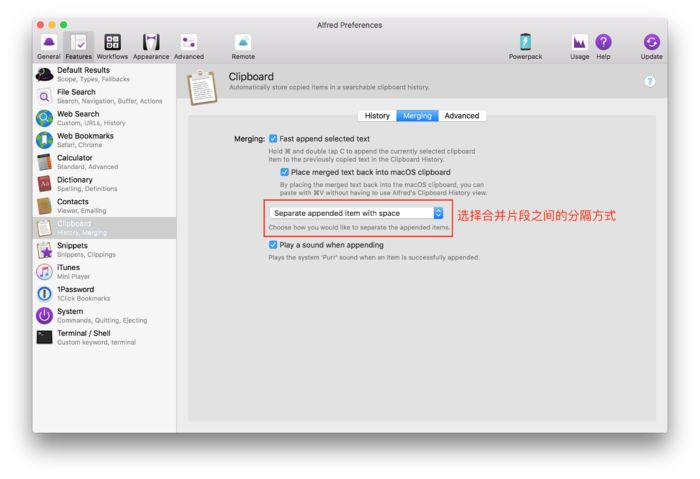 Alfred Preferences
General
Features
Workflows
Appearance
Advanced
Remote
Powerpack
Usage
Help
Update
Default Results
Scope, Types, Fallbacks
File Search
Search, Navigation, Buffer, Actions
Web Search
Custom, URLs, History
Web Bookmarks
Safari, Chrome
Calculator
Standard, Advanced
Dictionary
Spelling, Definitions
Contacts
Viewer, Emailing
Clipboard
History, Merging
Snippets
Snippets, Clippings
iTunes
Mini Player
1Password
1Click Bookmarks
System
Commands, Quitting, Ejecting
Terminal / Shell
Custom keyword, terminal
Clipboard
Automatically store copied items in a searchable clipboard history.
?
History
Merging
Advanced
Merging: Fast append selected text
Hold ⌘ and double tap C to append the currently selected clipboard
item to the previously copied text in the Clipboard History.
Place merged text back into macOS clipboard
By placing the merged text back into the macOS clipboard, you can
paste with ⌘V without having to use Alfred's Clipboard History view.
Separate appended item with space
选择合并片段之间的分隔方式
Choose how you would like to separate the appended items.
Play a sound when appending
Plays the system 'Purr' sound when an item is successfully appended.